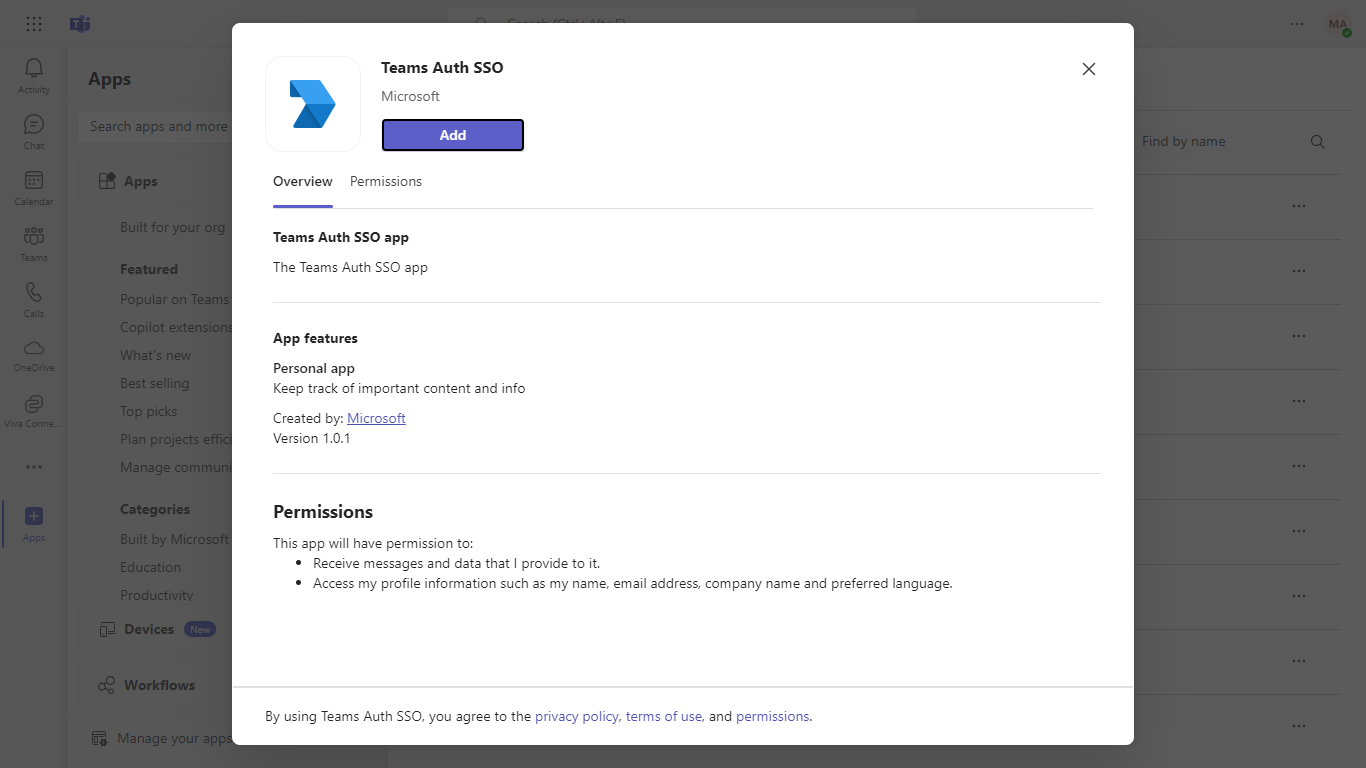 Search (Ctrl+Alt+E)
MA
Activity
Chat
Calendar
Teams
Calls
OneDrive
Viva Conne...
Apps
Apps
Search apps and more
Apps
Built for your org
Featured
Popular on Teams
Copilot extensions
What's new
Best selling
Top picks
Plan projects effici
Manage communi
Categories
Built by Microsoft
Education
Productivity
Devices New
Workflows
Manage your apps
Find by name
Teams Auth SSO
Microsoft
Add
Overview
Permissions
Teams Auth SSO app
The Teams Auth SSO app
App features
Personal app
Keep track of important content and info
Created by: Microsoft
Version 1.0.1
Permissions
This app will have permission to:
• Receive messages and data that I provide to it.
• Access my profile information such as my name, email address, company name and preferred language.
By using Teams Auth SSO, you agree to the privacy policy, terms of use, and permissions.